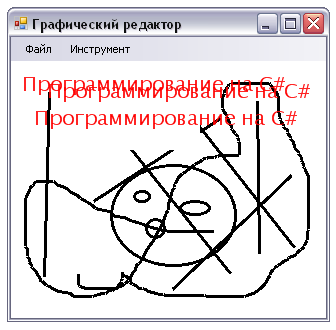 Графический редактор
Файл Инструмент
Программирование на C#
Программирование на C#
Программирование на C#